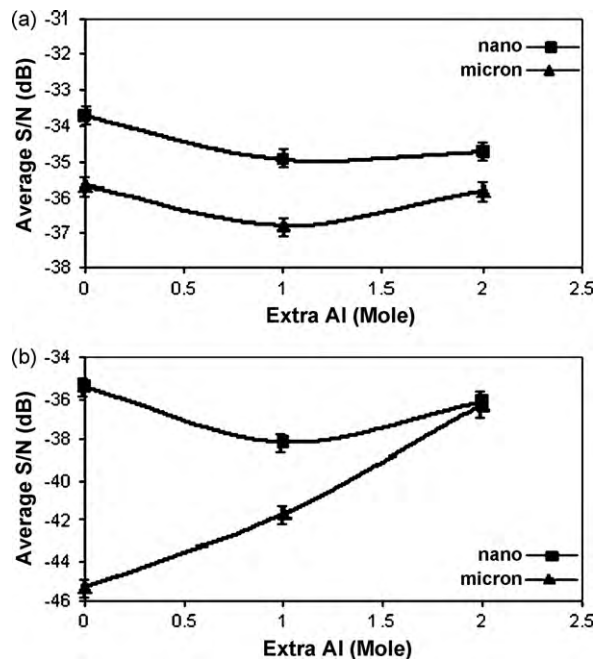 (a)
-31
-32
-33
-34
-35
-36
-37
-38
Average S/N (dB)
nano
micron
0
0.5
1
1.5
2
2.5
Extra Al (Mole)
(b)
-34
-36
-38
-40
-42
-44
-46
Average S/N (dB)
nano
micron
0
0.5
1
1.5
2
2.5
Extra Al (Mole)